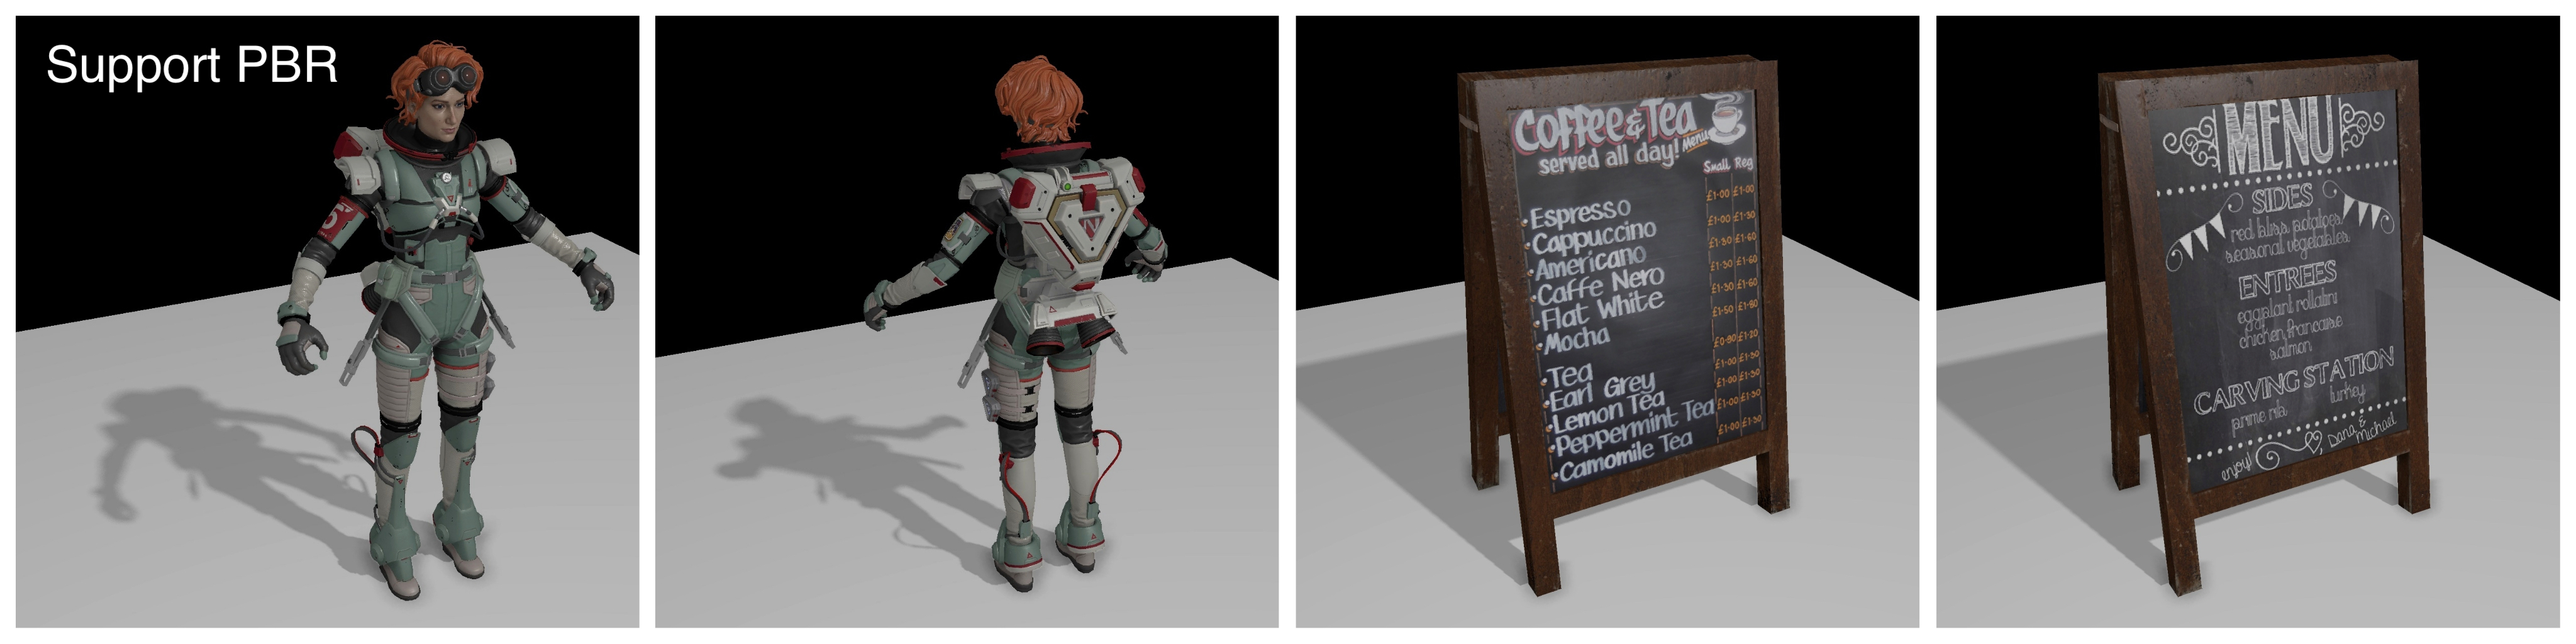 Support PBR
5
N
Coffee & Tea
Menu
served all day!
Small Reg
£1-00 £1-00
Espresso
£1-00 £1-30
Cappuccino
£1-30 £1-60
Americano
£1-30 £1-60
Caffe Nero
£1-30 £1-60
Flat White
£1-50 £1-80
Mocha
£0-90 £1-20
Tea
£1-00 £1-30
Earl Grey
£1-00 £1-30
Lemon Tea
£1-00 £1-30
Peppermint Tea
£1-00 £1-30
Camomile Tea
MENU
SIDES
red bliss potatoes
seasonal vegetables
ENTREES
eggplant rollatini
chicken francaise
salmon
CARVING STATION
prime rib turkey
enjoy! Dana &
Michael